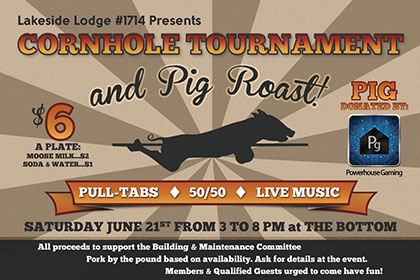 Lakeside Lodge #1714 Presents
CORNHOLE TOURNAMENT
and Pig Roast!
$6
A PLATE:
MOOSE MILK...$2
SODA & WATER...$1
PIG
DONATED BY:
Pg
Powerhouse Gaming
PULL-TABS ♦ 50/50 ♦ LIVE MUSIC
SATURDAY JUNE 21ST FROM 3 TO 8 PM at THE BOTTOM
All proceeds to support the Building & Maintenance Committee
Pork by the pound based on availability. Ask for details at the event.
Members & Qualified Guests urged to come have fun!